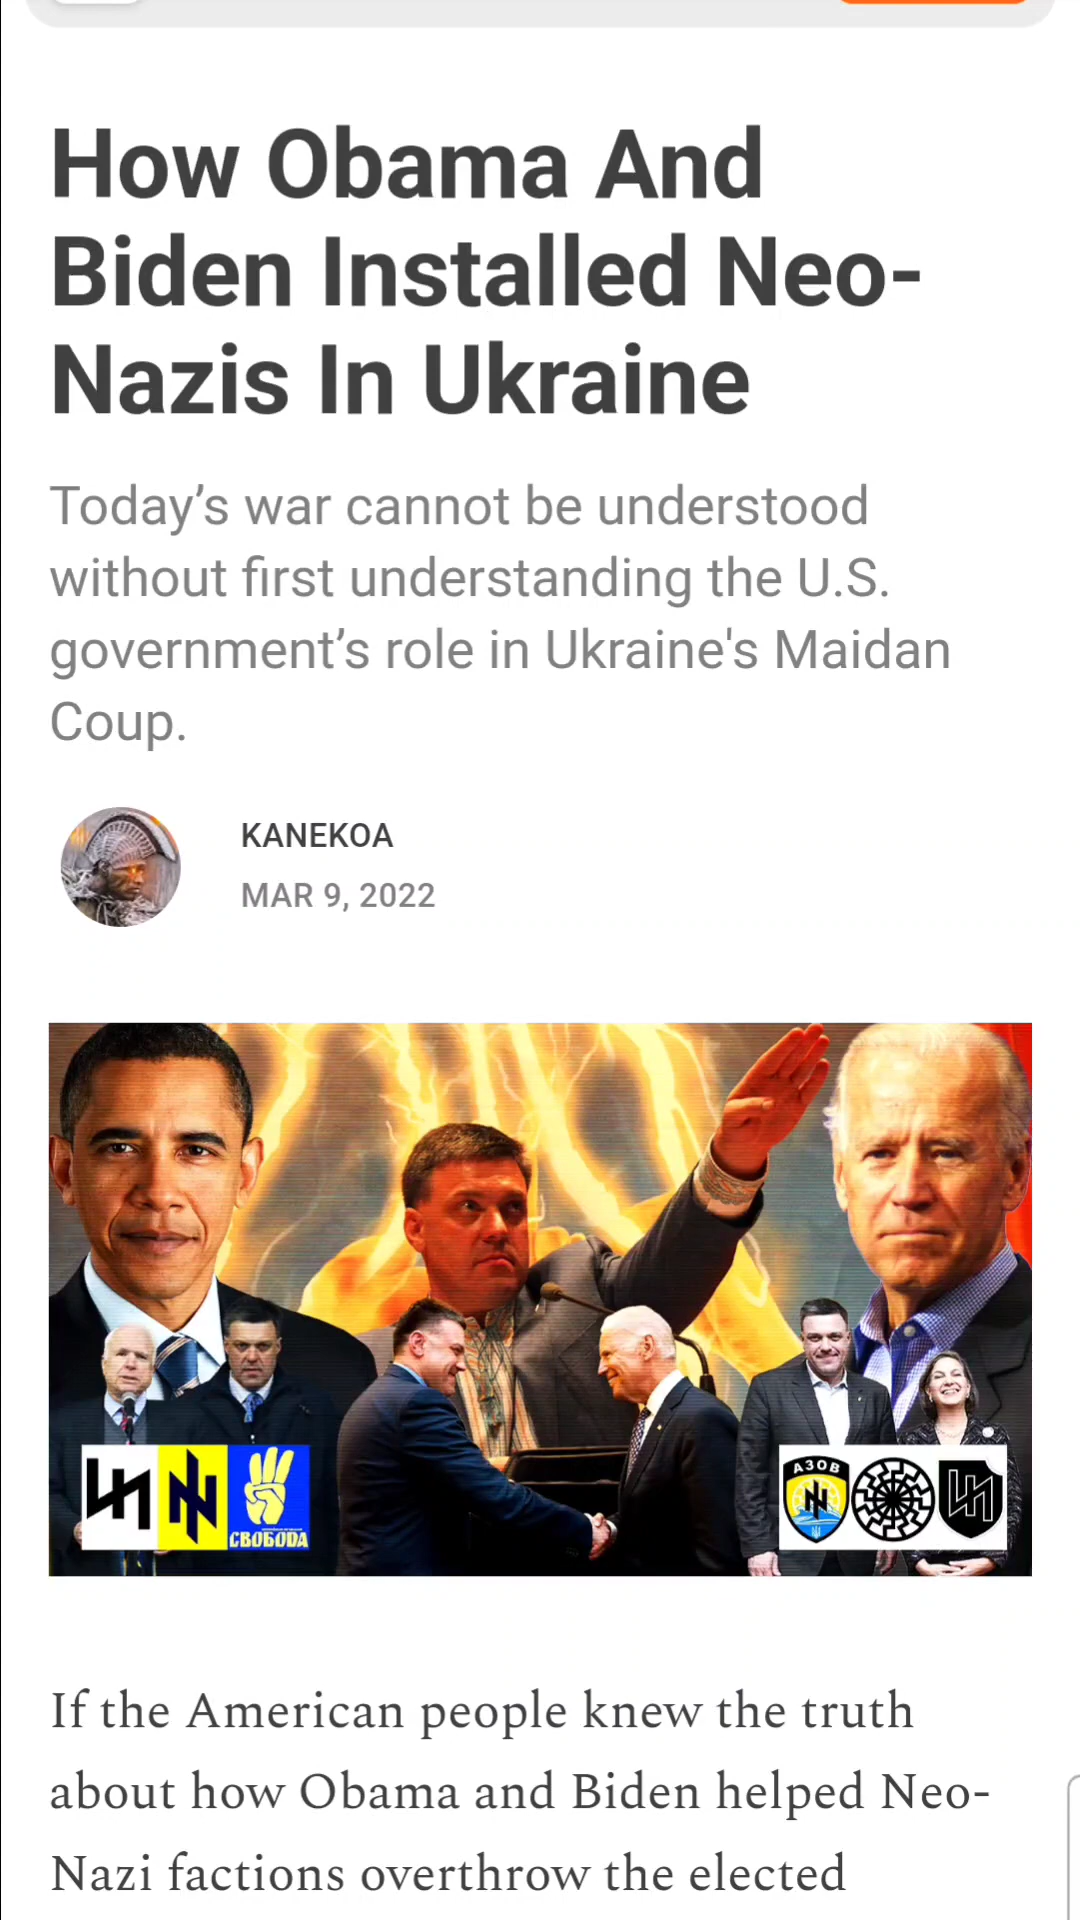 How Obama And
Biden Installed Neo-
Nazis In Ukraine
Today’s war cannot be understood
without first understanding the U.S.
government’s role in Ukraine's Maidan
Coup.
KANEKOA
MAR 9, 2022
СВОБОДА
АЗОВ
If the American people knew the truth
about how Obama and Biden helped Neo-
Nazi factions overthrow the elected